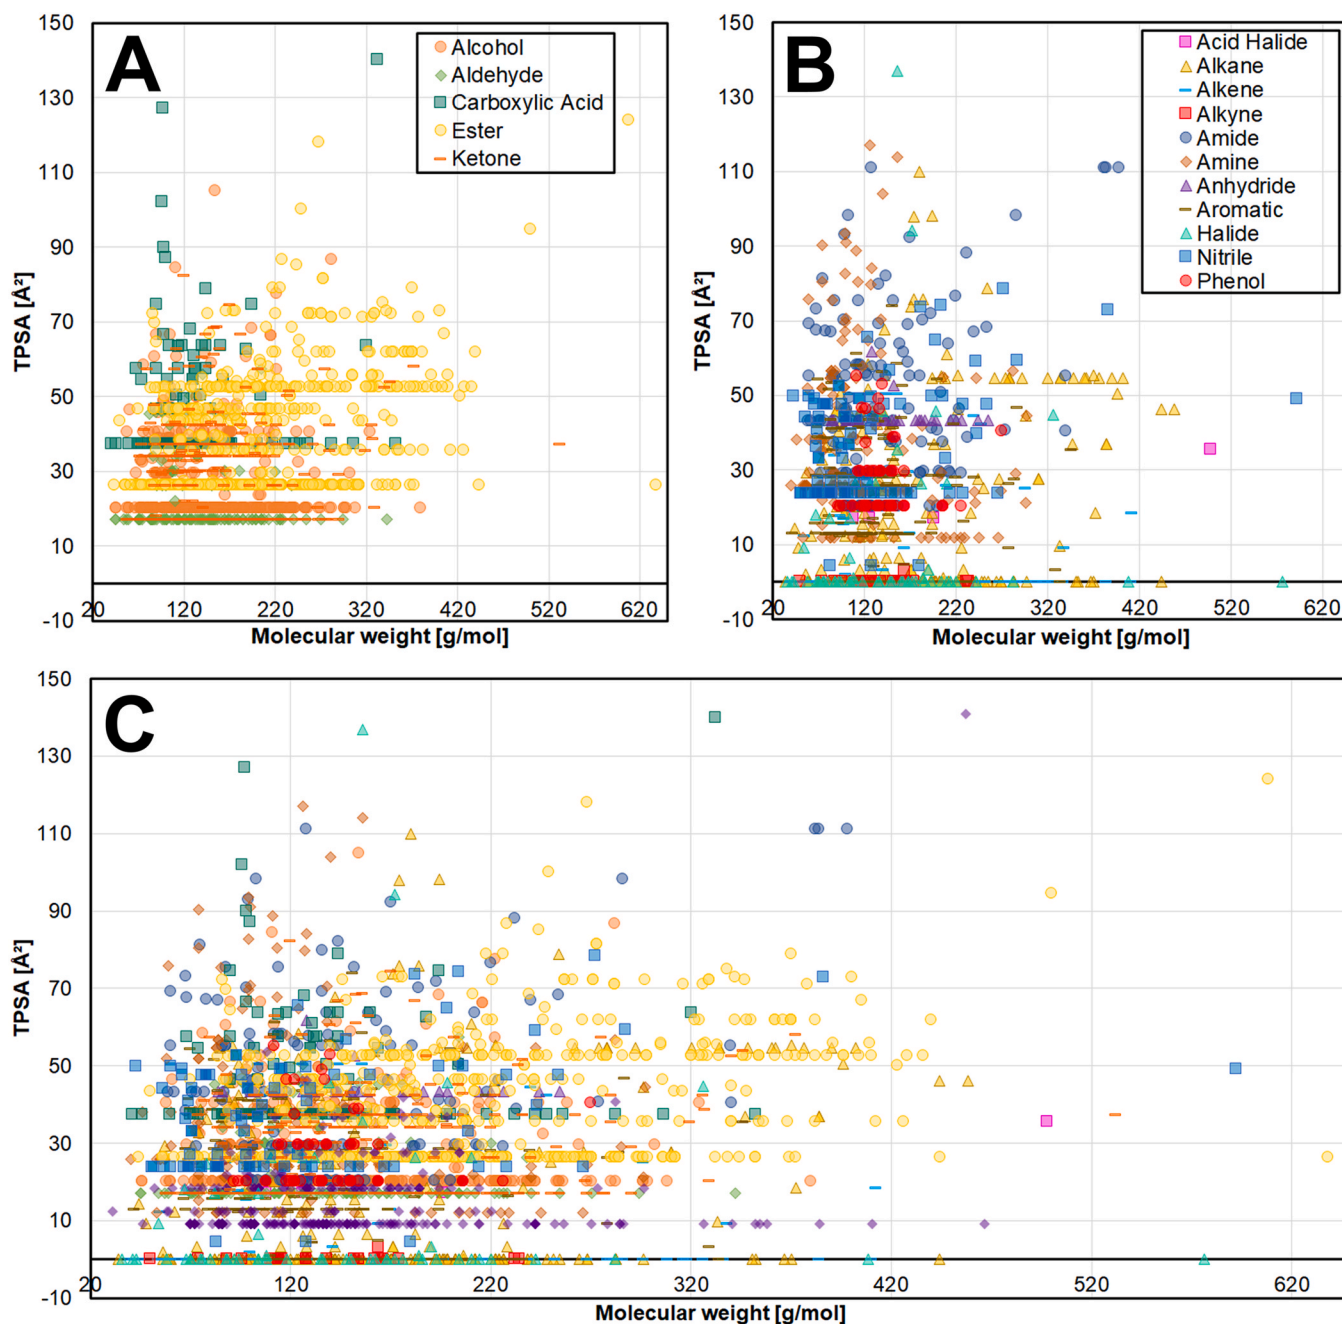 A
150
130
110
90
70
50
30
10
-10
TPSA [Å²]
20 120 220 320 420 520 620
Molecular weight [g/mol]
Alcohol
Aldehyde
Carboxylic Acid
Ester
Ketone
B
150
130
110
90
70
50
30
10
-10
TPSA [Å²]
20 120 220 320 420 520 620
Molecular weight [g/mol]
Acid Halide
Alkane
Alkene
Alkyne
Amide
Amine
Anhydride
Aromatic
Halide
Nitrile
Phenol
C
150
130
110
90
70
50
30
10
-10
TPSA [Å²]
20 120 220 320 420 520 620
Molecular weight [g/mol]